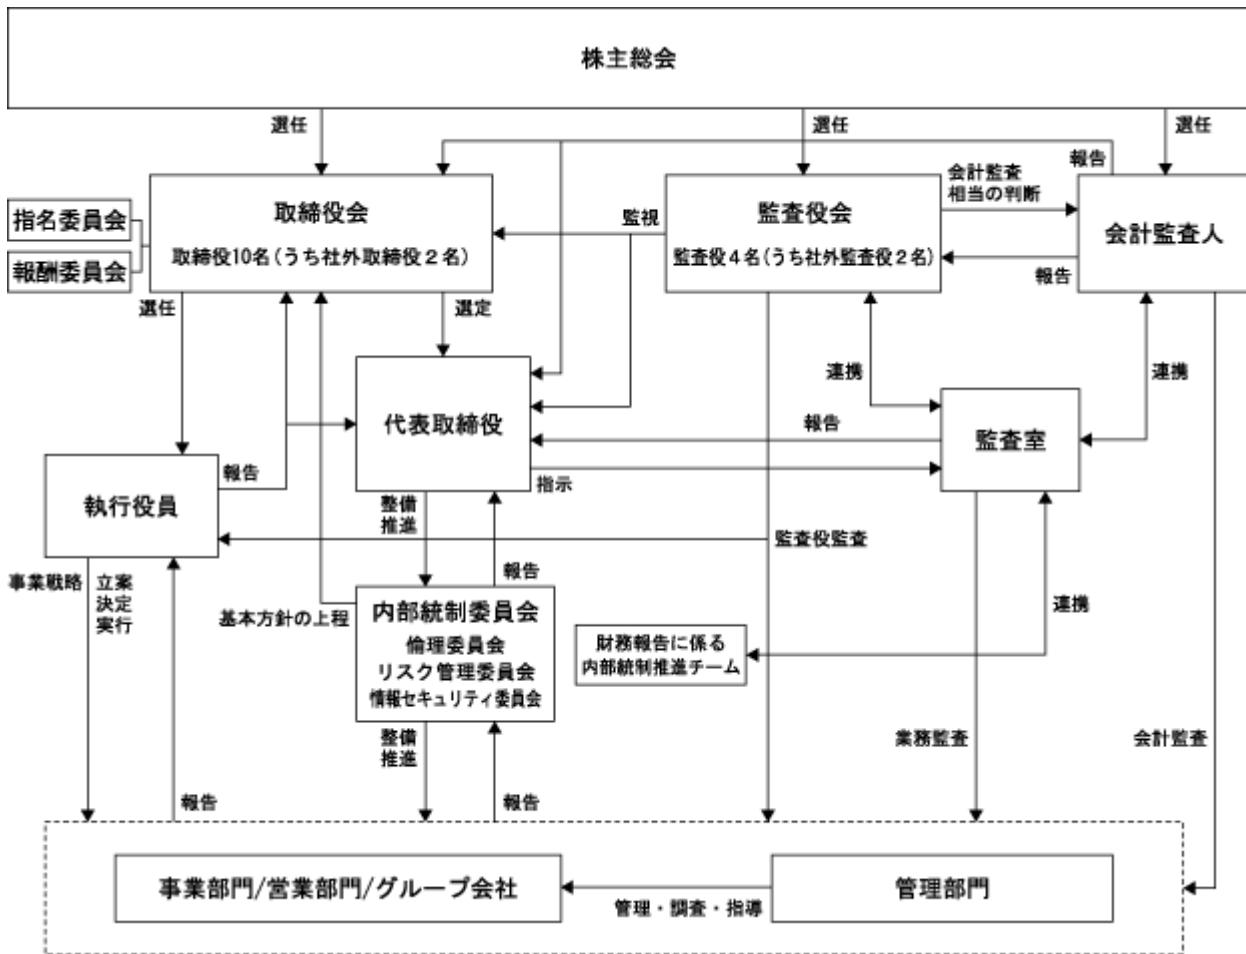 株主総会
選任
選任
選任
報告
会計監査
相当の判断
指名委員会
報酬委員会
取締役会
取締役10名(うち社外取締役2名)
監視
監査役会
監査役4名(うち社外監査役2名)
会計監査人
報告
選任
選定
連携
連携
代表取締役
報告
監査室
執行役員
報告
指示
整備
推進
監査役監査
事業戦略
立案
決定
実行
報告
基本方針の上程
内部統制委員会
倫理委員会
リスク管理委員会
情報セキュリティ委員会
財務報告に係る
内部統制推進チーム
連携
整備
推進
業務監査
会計監査
報告
報告
事業部門/営業部門/グループ会社
管理・調査・指導
管理部門